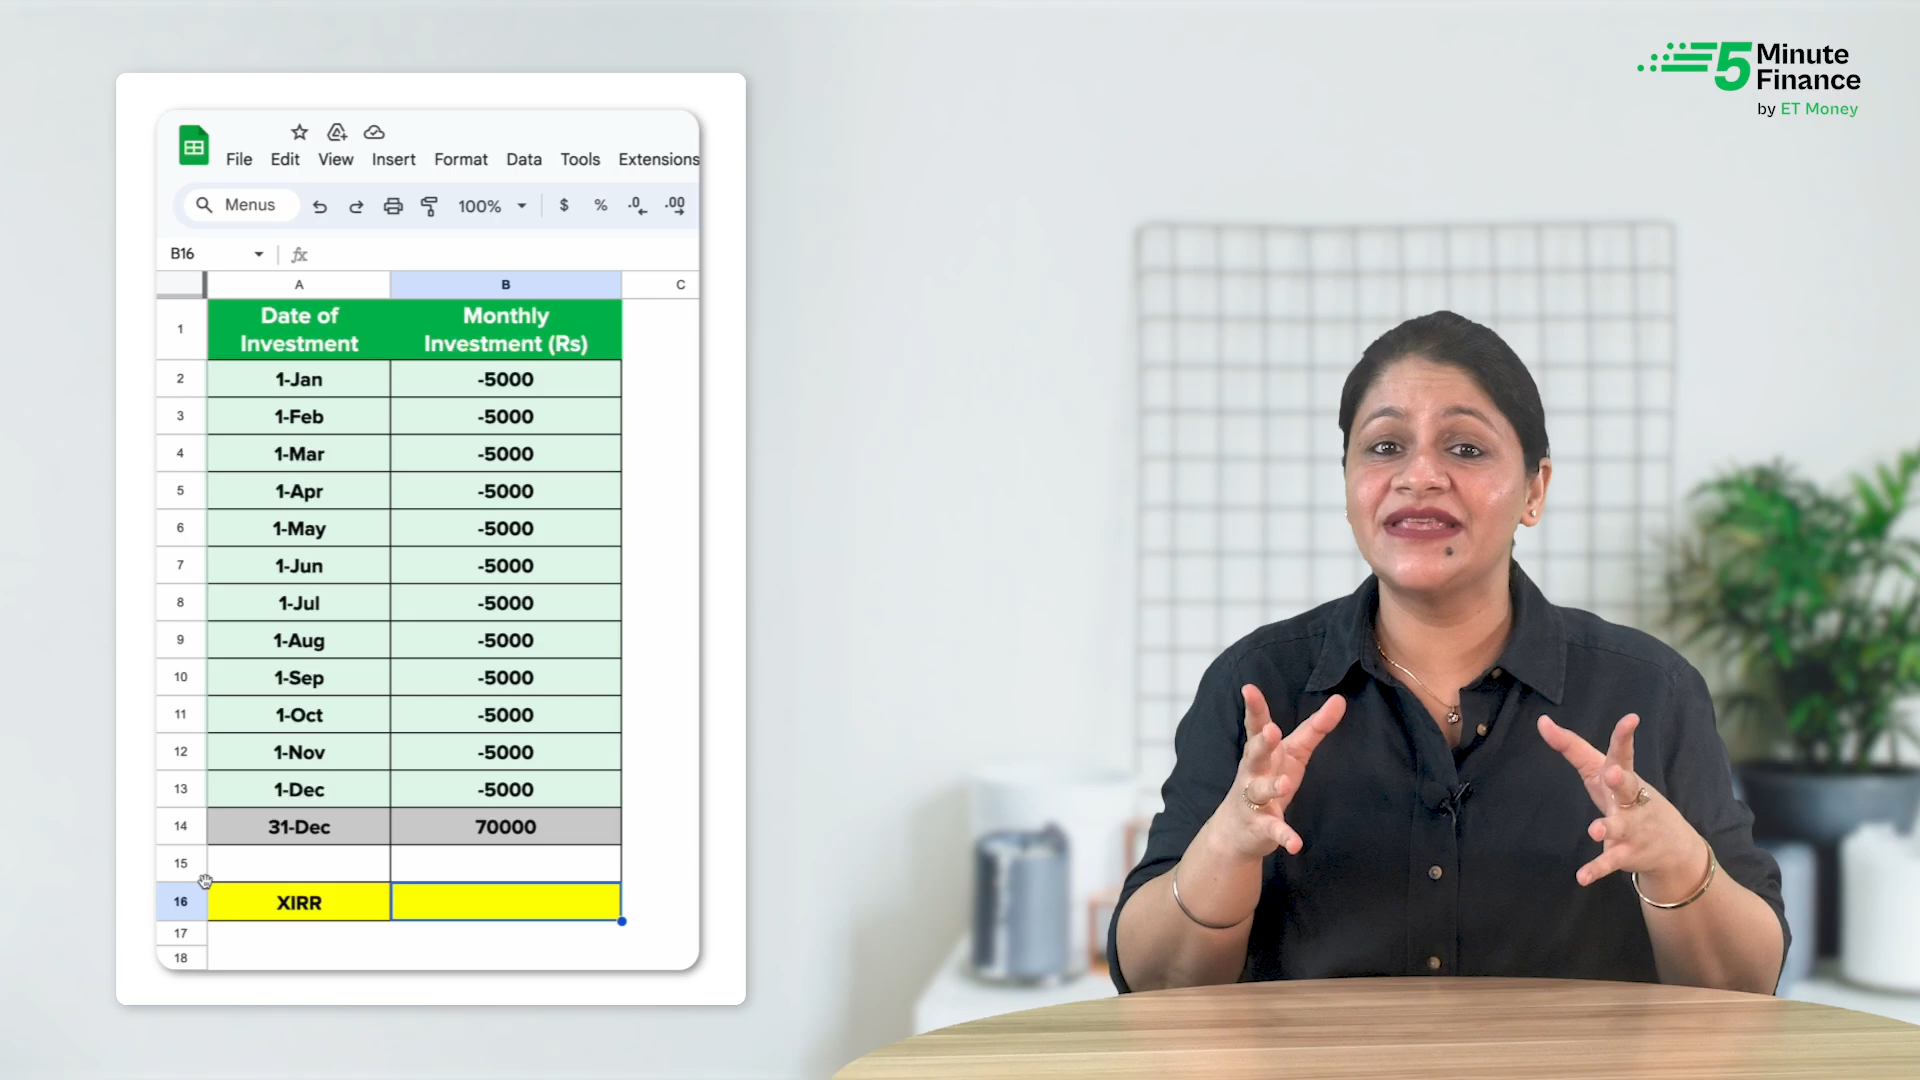 5 Minute
Finance
by ET Money
File Edit View Insert Format Data Tools Extensions
Menus 100% $ % .0 .00
B16 fx
A B C
1 Date of Investment Monthly Investment (Rs)
2 1-Jan -5000
3 1-Feb -5000
4 1-Mar -5000
5 1-Apr -5000
6 1-May -5000
7 1-Jun -5000
8 1-Jul -5000
9 1-Aug -5000
10 1-Sep -5000
11 1-Oct -5000
12 1-Nov -5000
13 1-Dec -5000
14 31-Dec 70000
15
16 XIRR
17
18